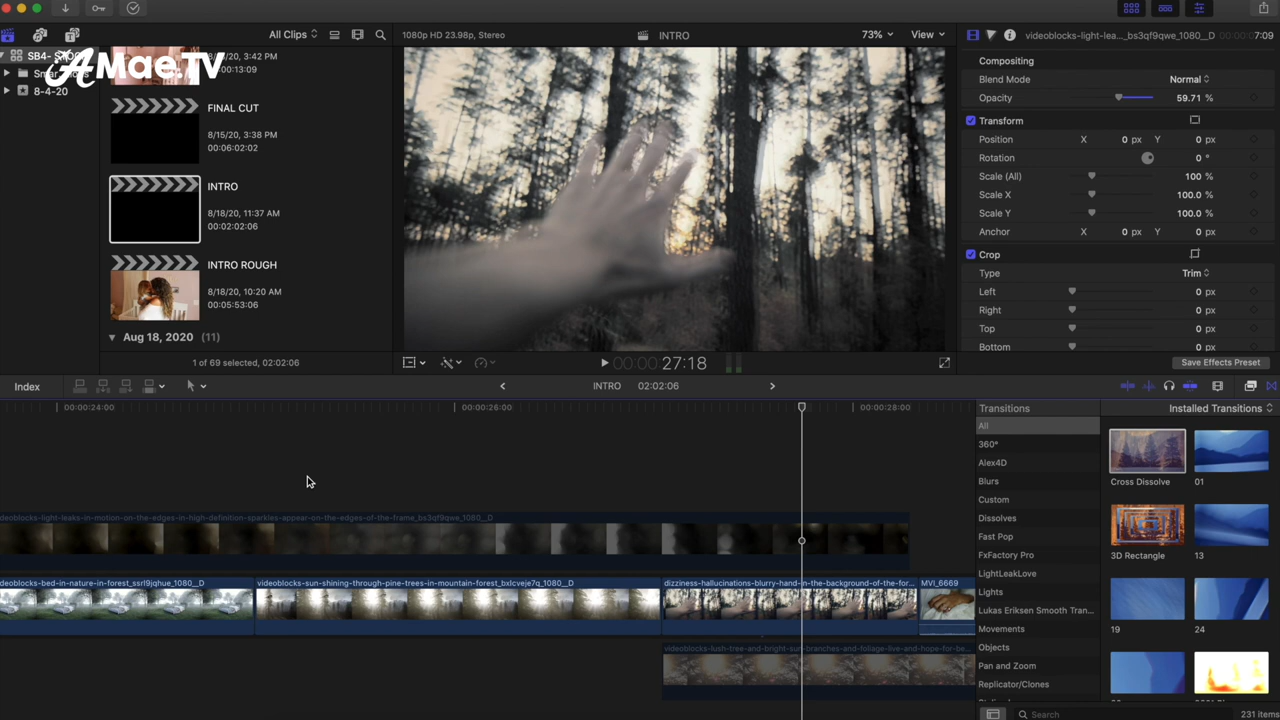 All Clips
1080p HD 23.98p, Stereo
INTRO
73%
View
videoblocks-light-lea..._bs3qf9qwe_1080__D
7:09
SB4-
AMae.TV
8-4-20
8/15/20, 3:42 PM
00:00:13:09
FINAL CUT
8/15/20, 3:38 PM
00:06:02:02
INTRO
8/18/20, 11:37 AM
00:02:02:06
INTRO ROUGH
8/18/20, 10:20 AM
00:05:53:06
Aug 18, 2020 (11)
1 of 69 selected, 02:02:06
00:00:27:18
Compositing
Blend Mode Normal
Opacity 59.71 %
Transform
Position X 0 px Y 0 px
Rotation 0 °
Scale (All) 100 %
Scale X 100.0 %
Scale Y 100.0 %
Anchor X 0 px Y 0 px
Crop
Type Trim
Left 0 px
Right 0 px
Top 0 px
Bottom 0 px
Save Effects Preset
Index
INTRO 02:02:06
00:00:24:00
00:00:26:00
00:00:28:00
deoblocks-light-leaks-in-motion-on-the-edges-in-high-definition-sparkles-appear-on-the-edges-of-the-frame_bs3qf9qwe_1080__D
deoblocks-bed-in-nature-in-forest_ssrl9jqhue_1080__D
videoblocks-sun-shining-through-pine-trees-in-mountain-forest_bxlcveje7q_1080__D
dizziness-hallucinations-blurry-hand-in-the-background-of-the-for...
MVI_6669
videoblocks-lush-tree-and-bright-sun-branches-and-foliage-live-and-hope-for-be...
Transitions
Installed Transitions
All
360°
Alex4D
Blurs
Custom
Dissolves
Fast Pop
FxFactory Pro
LightLeakLove
Lights
Lukas Eriksen Smooth Tran...
Movements
Objects
Pan and Zoom
Replicator/Clones
Cross Dissolve
01
3D Rectangle
13
19
24
Search
231 items